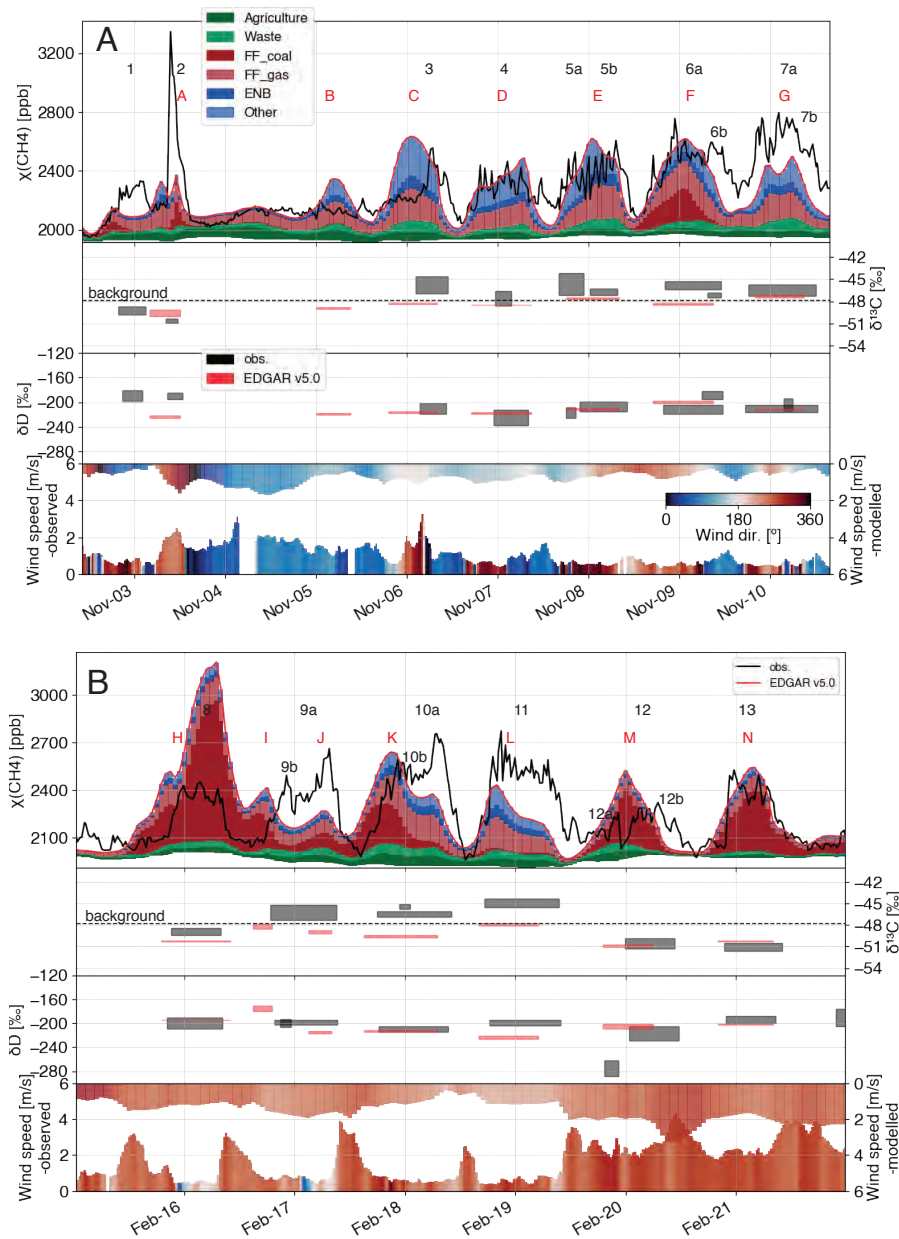 A
Agriculture
Waste
FF_coal
FF_gas
ENB
Other
3200
2800
2400
2000
χ(CH4) [ppb]
1 2 3 4 5a 5b 6a 7a
A B C D E F G
6b 7b
background
−42
−45
−48
−51
−54
δ¹³C [‰]
−120
−160
−200
−240
−280
δD [‰]
obs.
EDGAR v5.0
6
4
2
0
Wind speed [m/s]
-observed
0
2
4
6
Wind speed [m/s]
-modelled
0 180 360
Wind dir. [°]
Nov-03 Nov-04 Nov-05 Nov-06 Nov-07 Nov-08 Nov-09 Nov-10
B
obs.
EDGAR v5.0
3000
2700
2400
2100
χ(CH4) [ppb]
8 9a 10a 11 12 13
H I J K L M N
9b 10b 12a 12b
background
−42
−45
−48
−51
−54
δ¹³C [‰]
−120
−160
−200
−240
−280
δD [‰]
6
4
2
0
Wind speed [m/s]
-observed
0
2
4
6
Wind speed [m/s]
-modelled
Feb-16 Feb-17 Feb-18 Feb-19 Feb-20 Feb-21